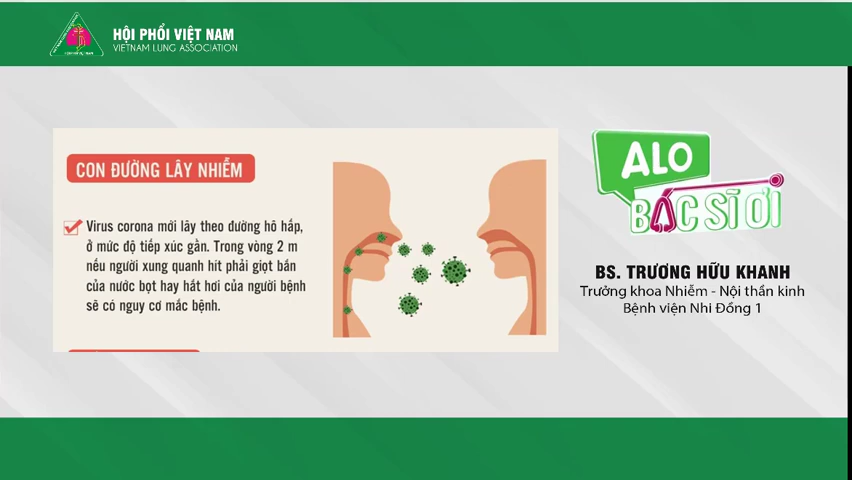 HỘI PHỔI VIỆT NAM
VIETNAM LUNG ASSOCIATION
CON ĐƯỜNG LÂY NHIỄM
Virus corona mới lây theo đường hô hấp,
ở mức độ tiếp xúc gần. Trong vòng 2 m
nếu người xung quanh hít phải giọt bắn
của nước bọt hay hắt hơi của người bệnh
sẽ có nguy cơ mắc bệnh.
ALO
BÁC SĨ ƠI
BS. TRƯƠNG HỮU KHANH
Trưởng khoa Nhiễm - Nội thần kinh
Bệnh viện Nhi Đồng 1